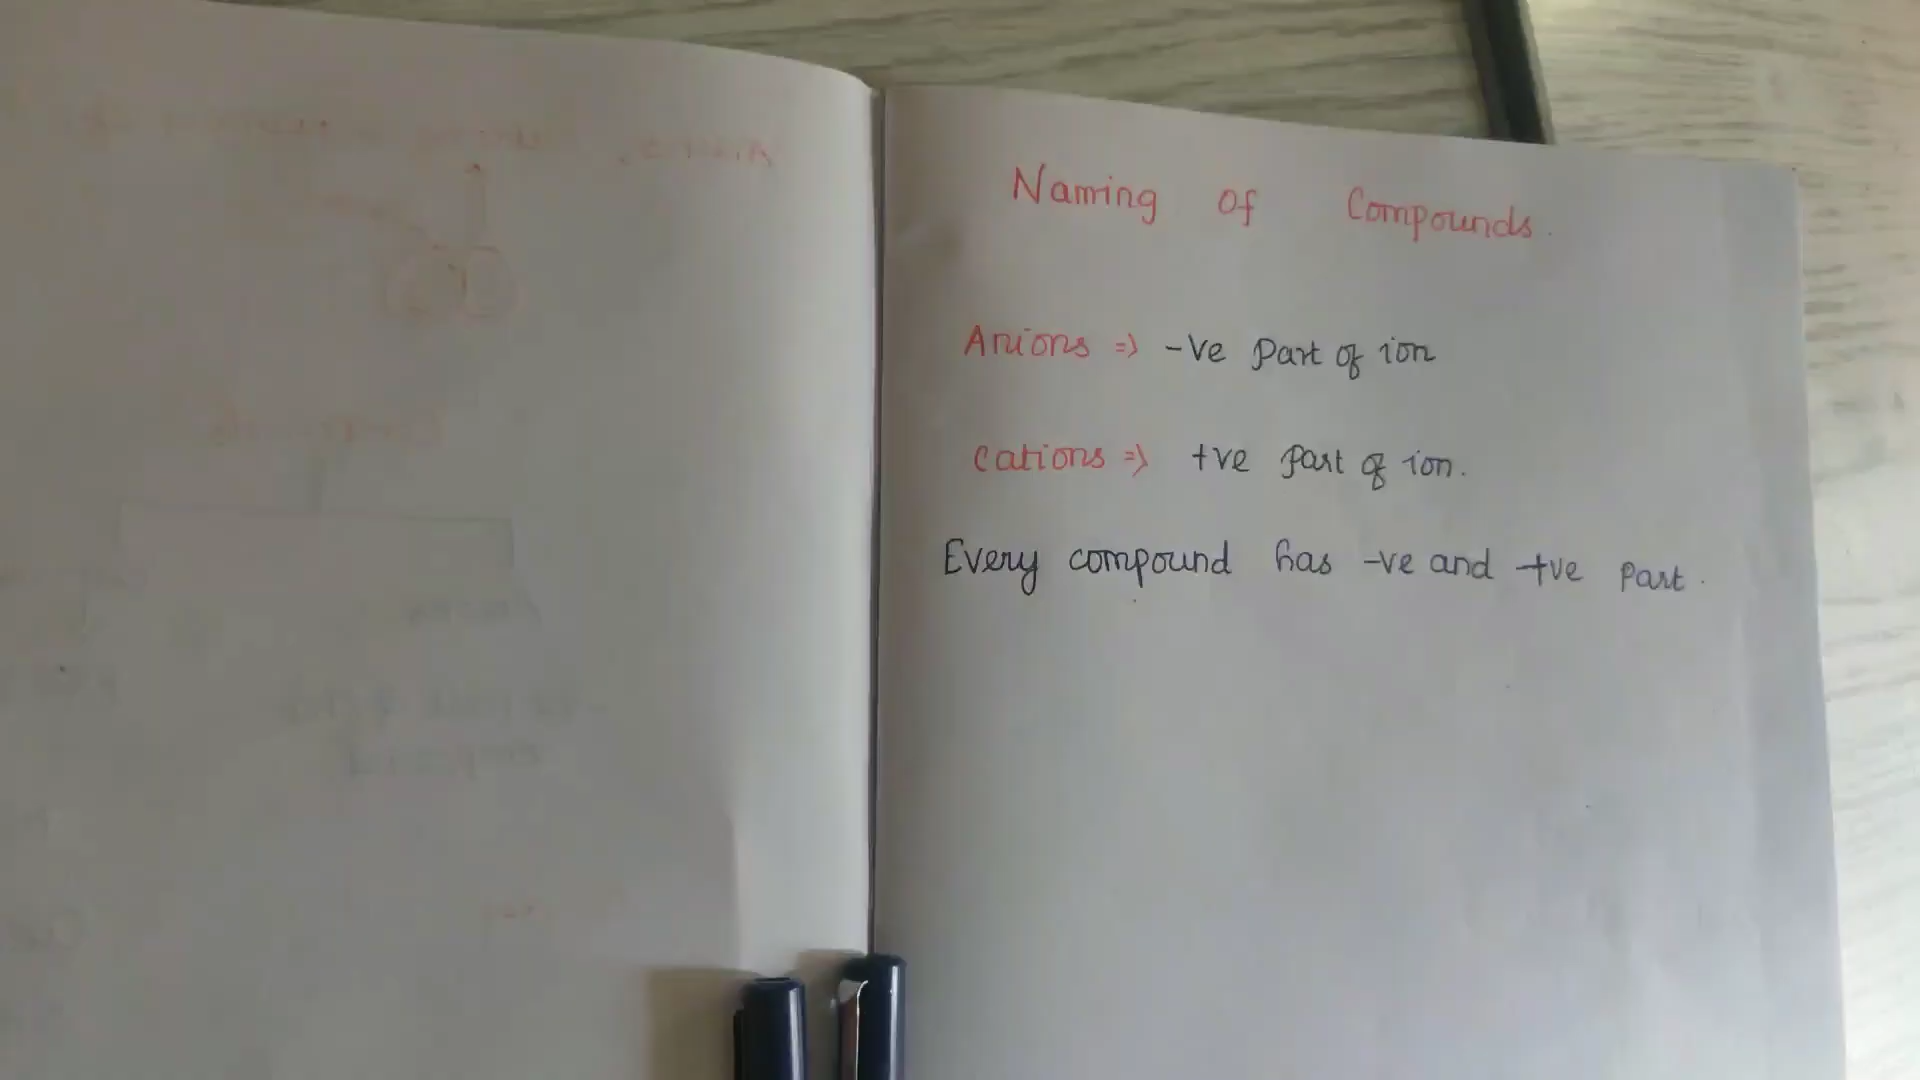 Naming of Compounds.
Anions => -ve part of ion
Cations => +ve part of ion.
Every compound has -ve and +ve part.